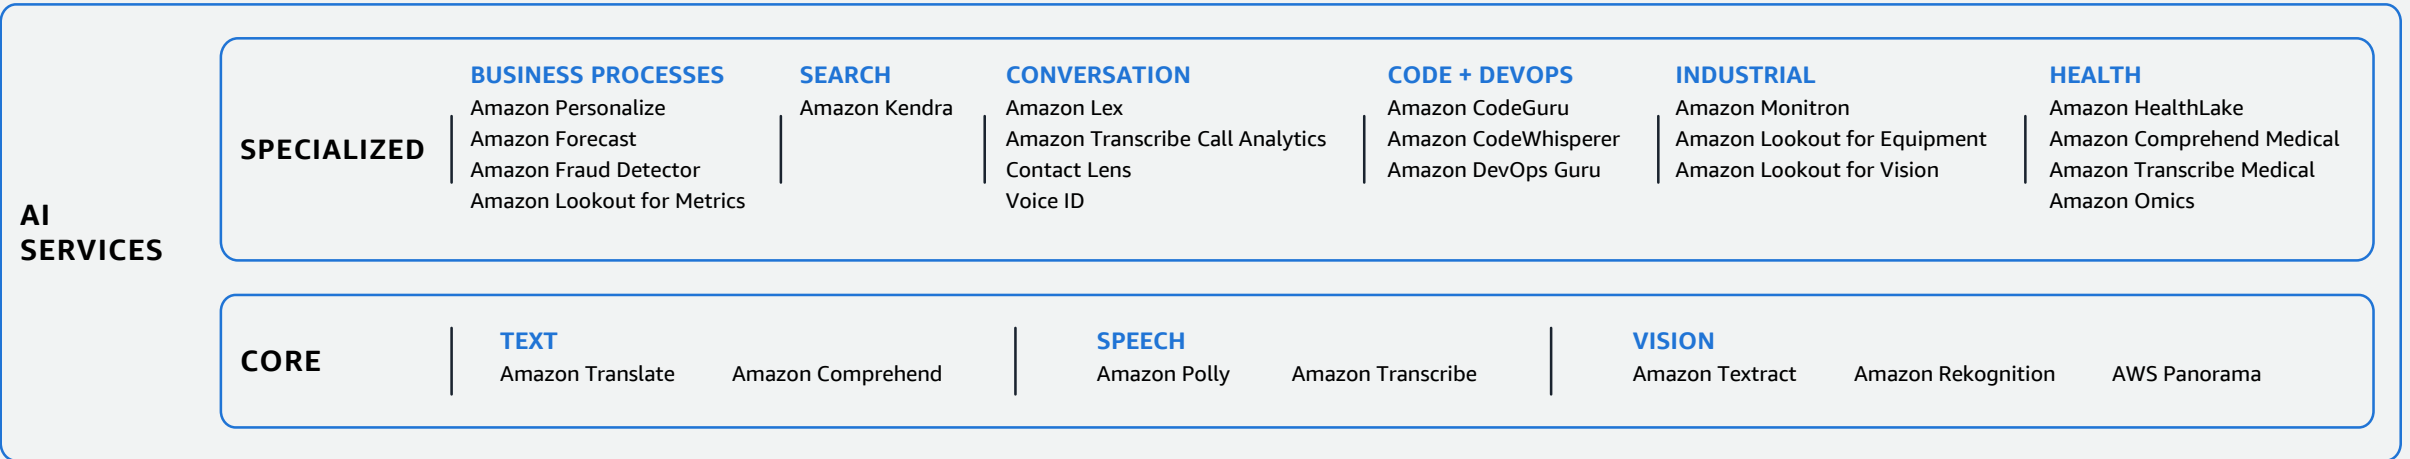 AI
SERVICES
SPECIALIZED
BUSINESS PROCESSES
Amazon Personalize
Amazon Forecast
Amazon Fraud Detector
Amazon Lookout for Metrics
SEARCH
Amazon Kendra
CONVERSATION
Amazon Lex
Amazon Transcribe Call Analytics
Contact Lens
Voice ID
CODE + DEVOPS
Amazon CodeGuru
Amazon CodeWhisperer
Amazon DevOps Guru
INDUSTRIAL
Amazon Monitron
Amazon Lookout for Equipment
Amazon Lookout for Vision
HEALTH
Amazon HealthLake
Amazon Comprehend Medical
Amazon Transcribe Medical
Amazon Omics
CORE
TEXT
Amazon Translate Amazon Comprehend
SPEECH
Amazon Polly Amazon Transcribe
VISION
Amazon Textract Amazon Rekognition AWS Panorama